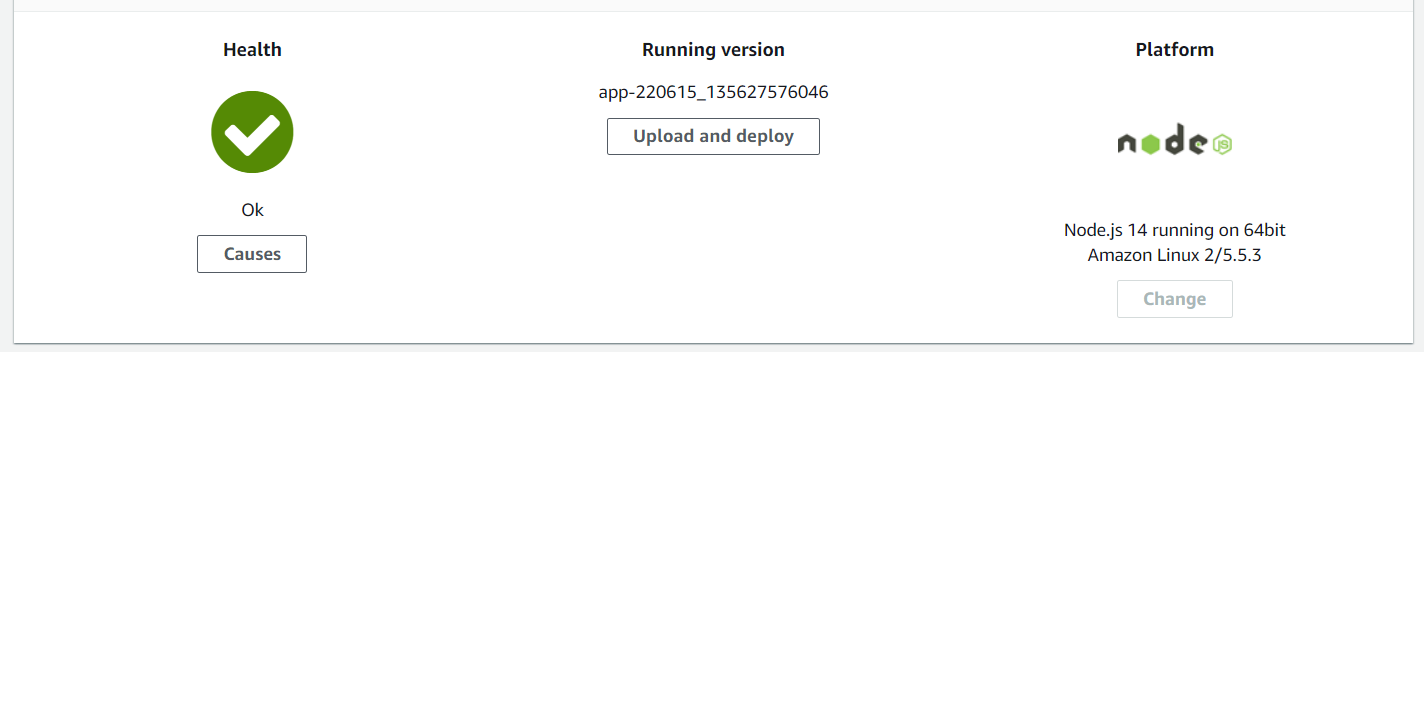 Health
Ok
Causes
Running version
app-220615_135627576046
Upload and deploy
Platform
node JS
Node.js 14 running on 64bit
Amazon Linux 2/5.5.3
Change